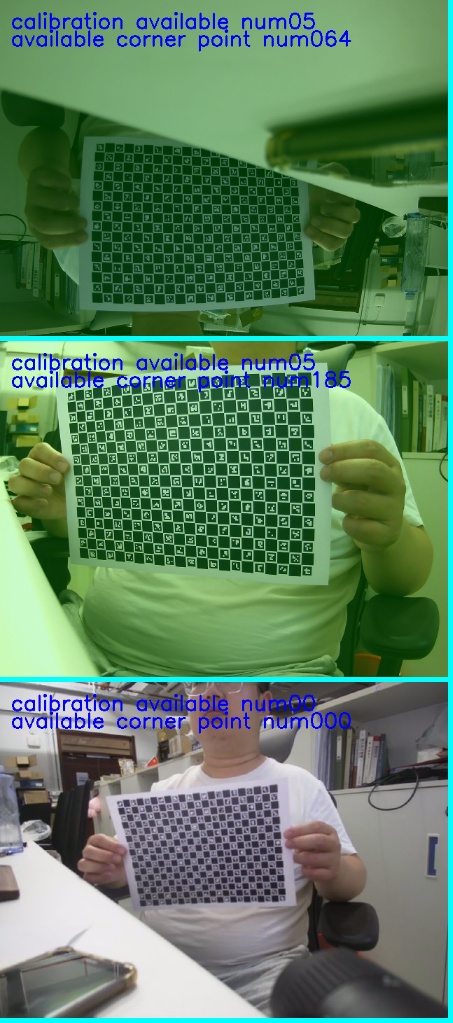 calibration available num05
available corner point num064
calibration available num05
available corner point num185
calibration available num00
available corner point num000